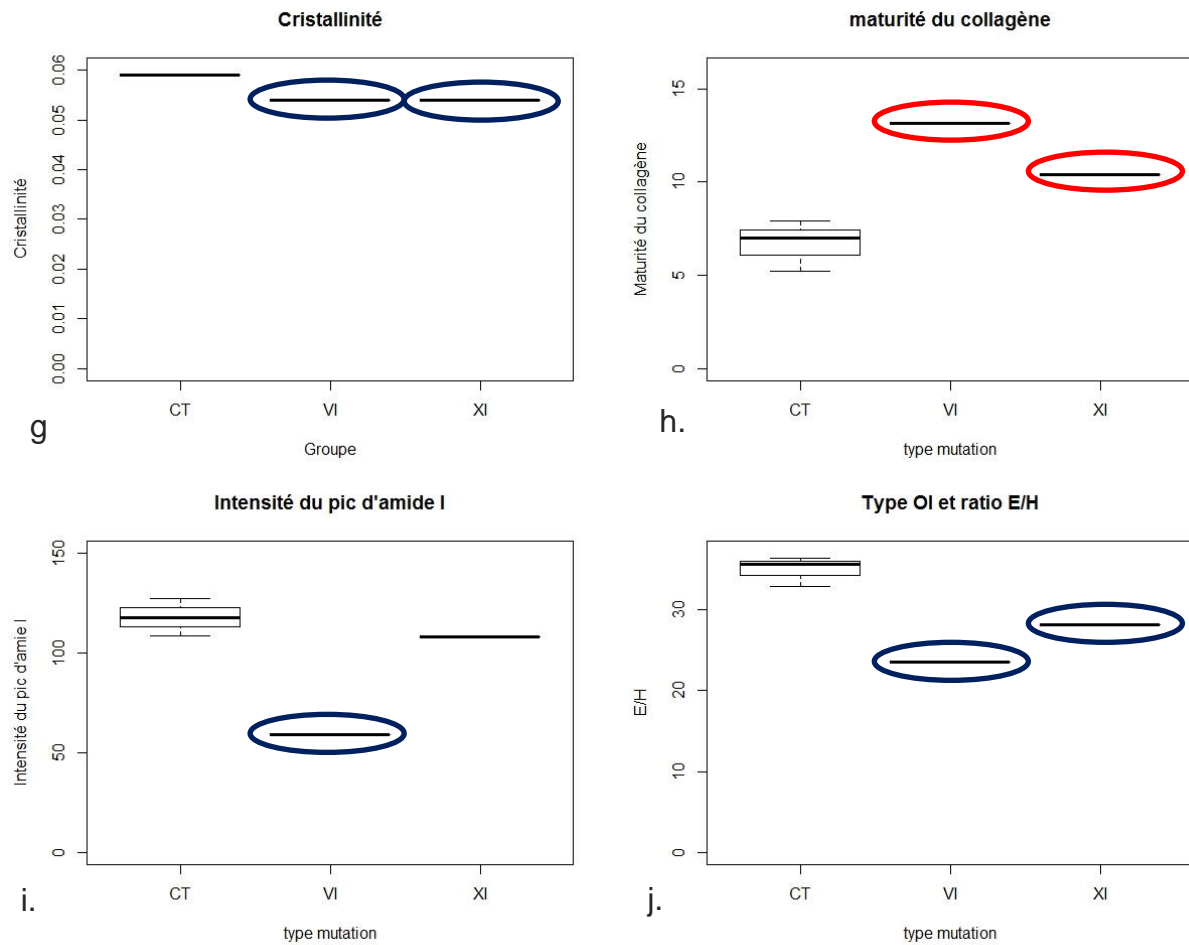 Cristallinité
Cristallinité
0.00 0.01 0.02 0.03 0.04 0.05 0.06
CT VI XI
Groupe
g
maturité du collagène
Maturité du collagène
0 5 10 15
CT VI XI
type mutation
h.
Intensité du pic d'amide I
Intensité du pic d'amie I
0 50 100 150
CT VI XI
type mutation
i.
Type OI et ratio E/H
E/H
0 10 20 30
CT VI XI
type mutation
j.